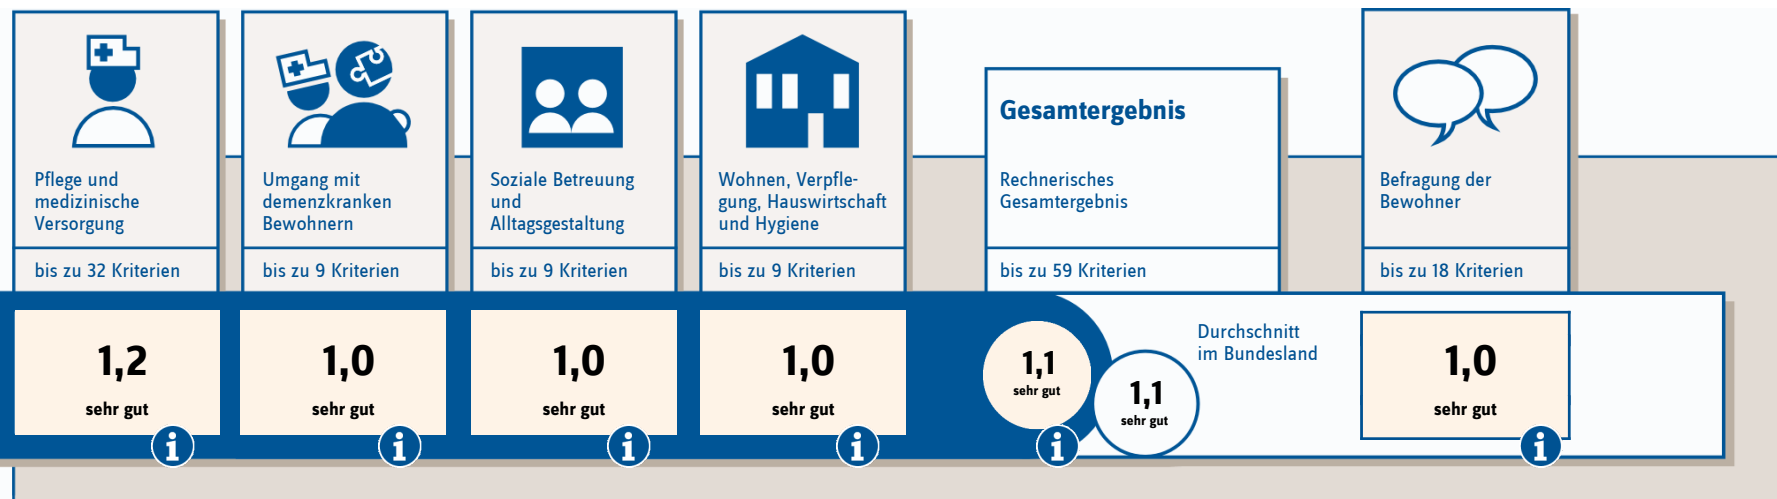 Pflege und
medizinische
Versorgung
bis zu 32 Kriterien
1,2
sehr gut
Umgang mit
demenzkranken
Bewohnern
bis zu 9 Kriterien
1,0
sehr gut
Soziale Betreuung
und
Alltagsgestaltung
bis zu 9 Kriterien
1,0
sehr gut
Wohnen, Verpfle-
gung, Hauswirtschaft
und Hygiene
bis zu 9 Kriterien
1,0
sehr gut
Gesamtergebnis
Rechnerisches
Gesamtergebnis
bis zu 59 Kriterien
1,1
sehr gut
1,1
sehr gut
Durchschnitt
im Bundesland
Befragung der
Bewohner
bis zu 18 Kriterien
1,0
sehr gut